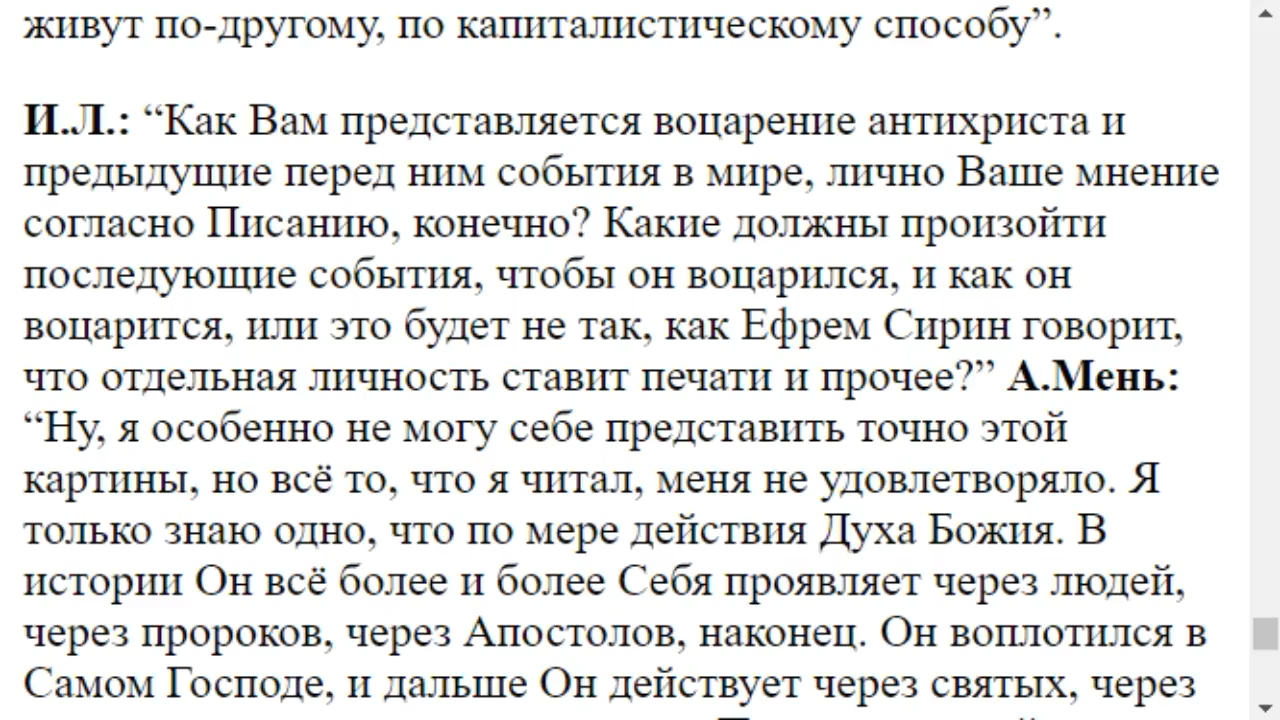 живут по-другому, по капиталистическому способу”.
И.Л.: “Как Вам представляется воцарение антихриста и
предыдущие перед ним события в мире, лично Ваше мнение
согласно Писанию, конечно? Какие должны произойти
последующие события, чтобы он воцарился, и как он
воцарится, или это будет не так, как Ефрем Сирин говорит,
что отдельная личность ставит печати и прочее?” А.Мень:
“Ну, я особенно не могу себе представить точно этой
картины, но всё то, что я читал, меня не удовлетворяло. Я
только знаю одно, что по мере действия Духа Божия. В
истории Он всё более и более Себя проявляет через людей,
через пророков, через Апостолов, наконец. Он воплотился в
Самом Господе, и дальше Он действует через святых, через